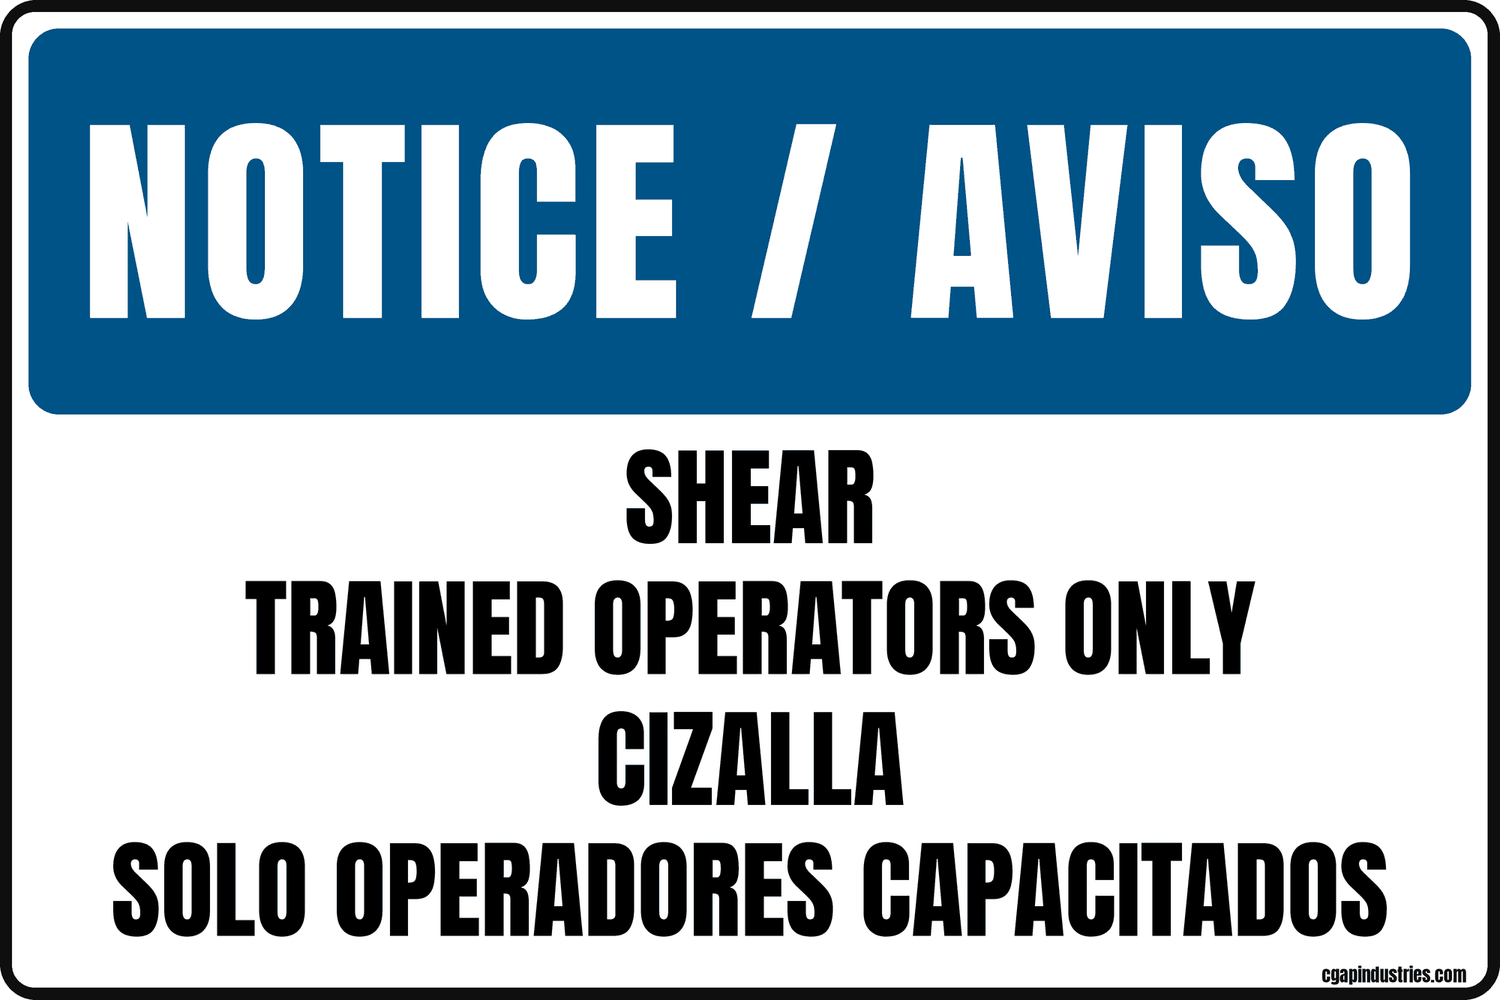 NOTICE / AVISO
SHEAR
TRAINED OPERATORS ONLY
CIZALLA
SOLO OPERADORES CAPACITADOS
cgapindustries.com